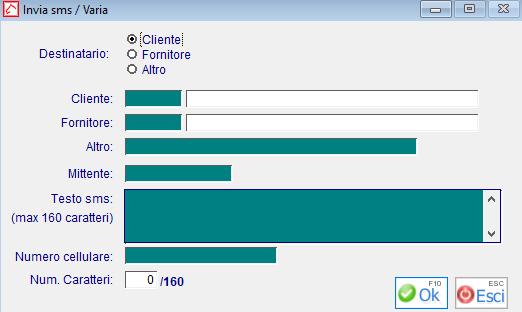 Invia sms / Varia
Destinatario:
Cliente
Fornitore
Altro
Cliente:
Fornitore:
Altro:
Mittente:
Testo sms:
(max 160 caratteri)
Numero cellulare:
Num. Caratteri: 0 /160
F10
Ok
ESC
Esci